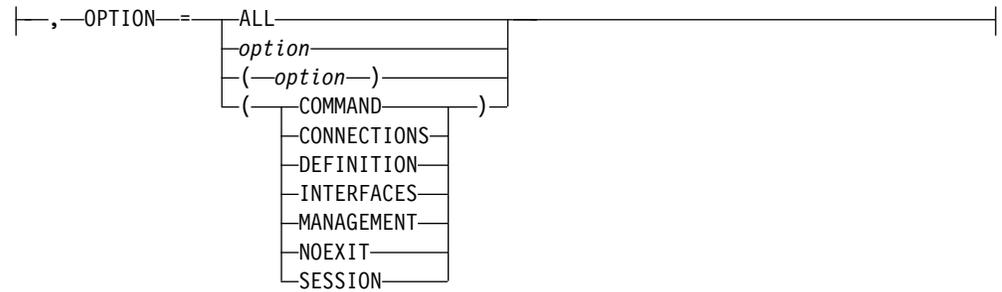 , OPTION = ALL
option
( option )
( COMMAND )
CONNECTIONS
DEFINITION
INTERFACES
MANAGEMENT
NOEXIT
SESSION